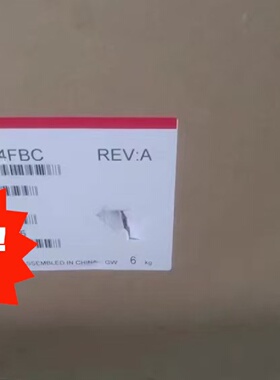 4FBC REV:A
!
ASSEMBLED IN CHINA GW 6 kg